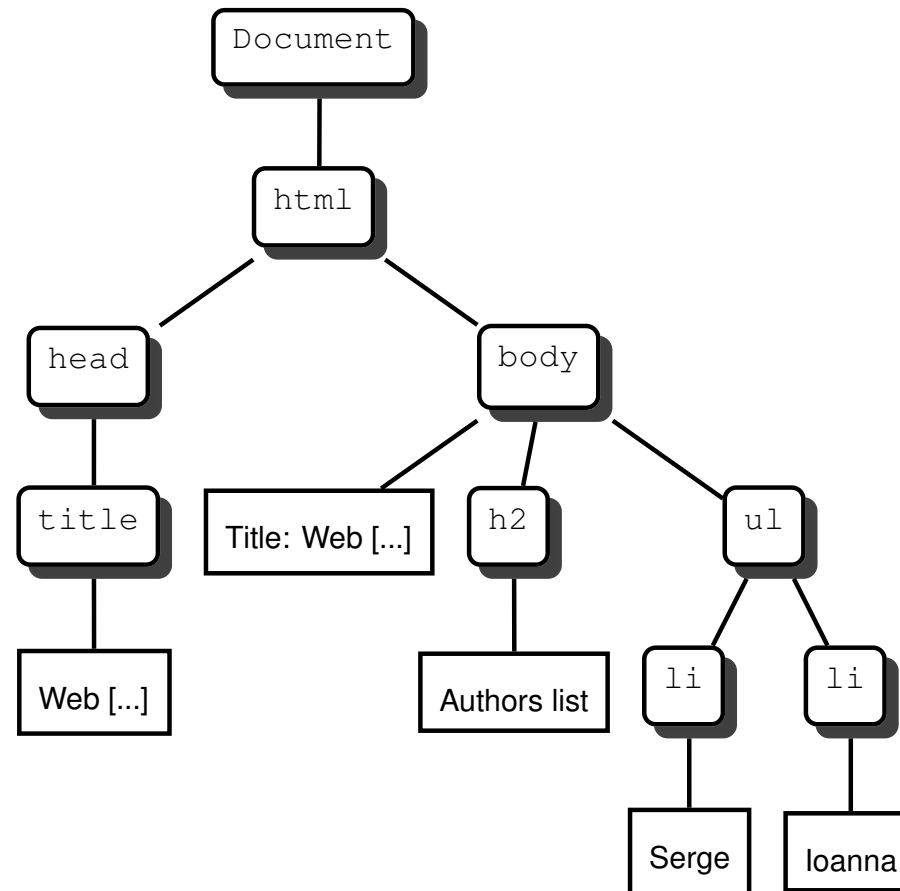 Document
html
head
body
title
Title: Web [...]
h2
ul
Web [...]
Authors list
li
li
Serge
Ioanna